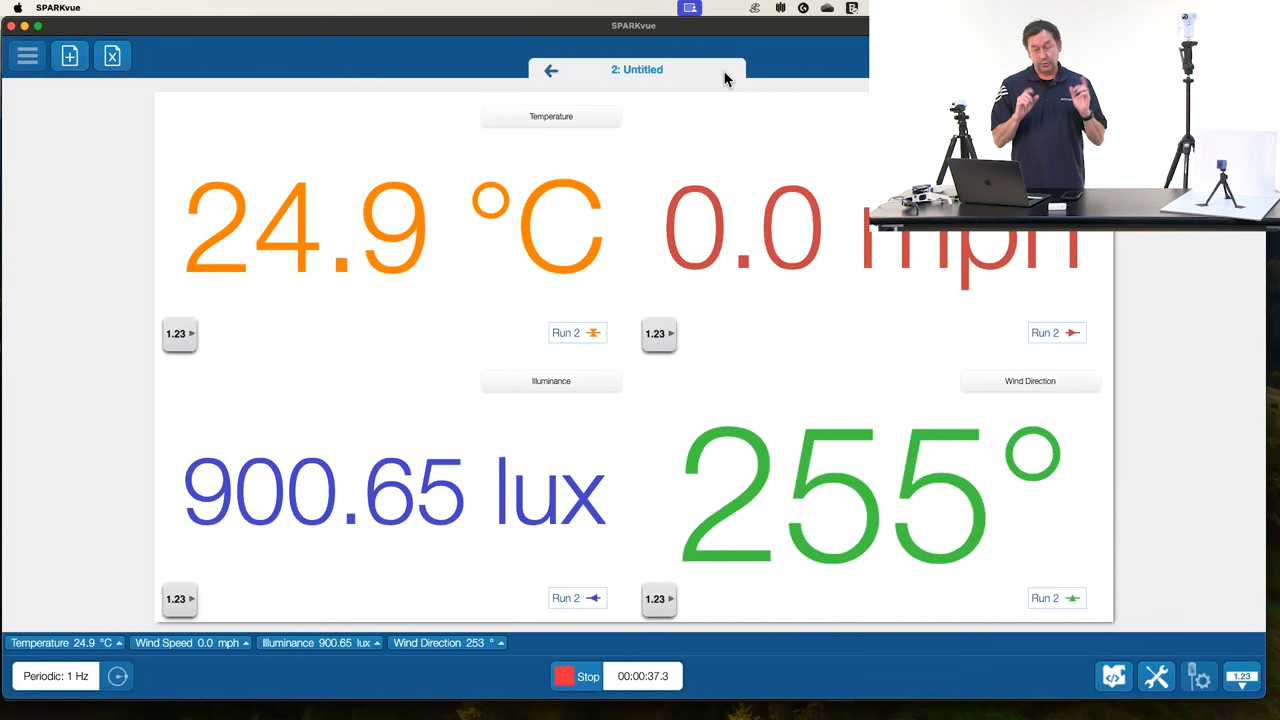 SPARKvue
SPARKvue
2: Untitled
Temperature
24.9 °C
0.0 mph
1.23
Run 2
1.23
Run 2
Illuminance
Wind Direction
900.65 lux
255°
1.23
Run 2
1.23
Run 2
Temperature 24.9 °C
Wind Speed 0.0 mph
Illuminance 900.65 lux
Wind Direction 253 °
Periodic: 1 Hz
Stop
00:00:37.3
1.23